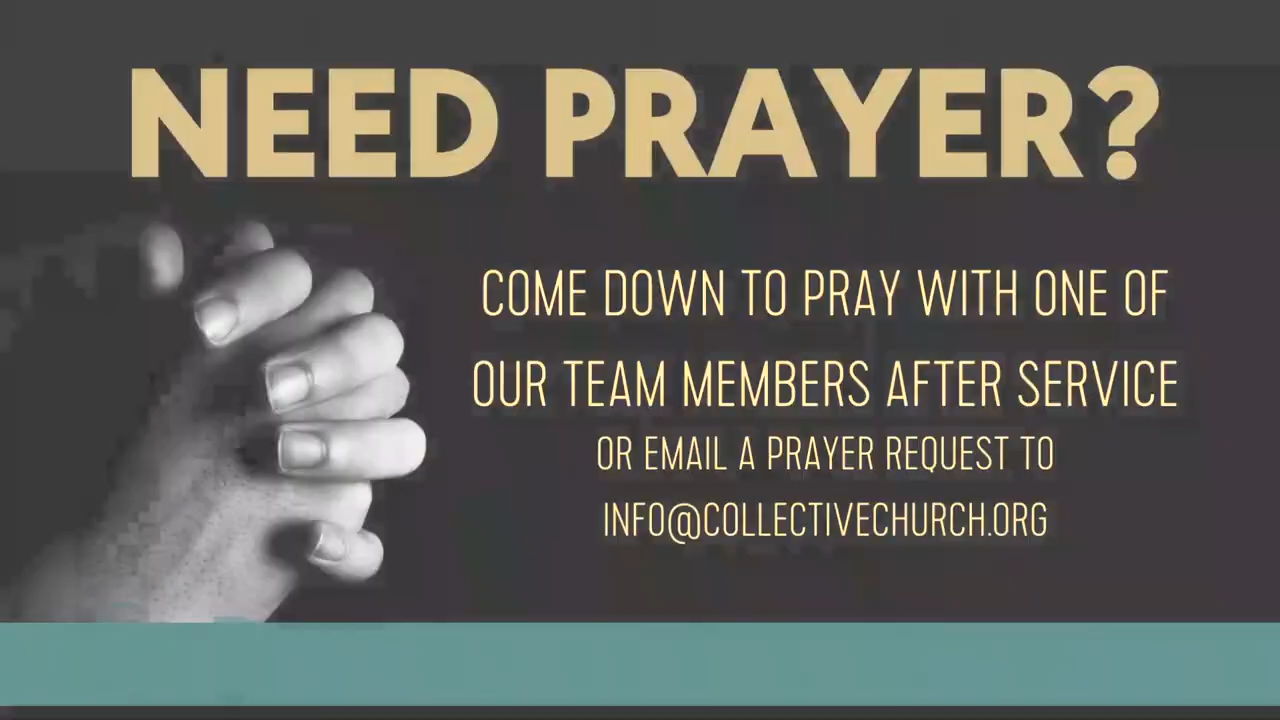 NEED PRAYER?
COME DOWN TO PRAY WITH ONE OF
OUR TEAM MEMBERS AFTER SERVICE
OR EMAIL A PRAYER REQUEST TO
INFO@COLLECTIVECHURCH.ORG